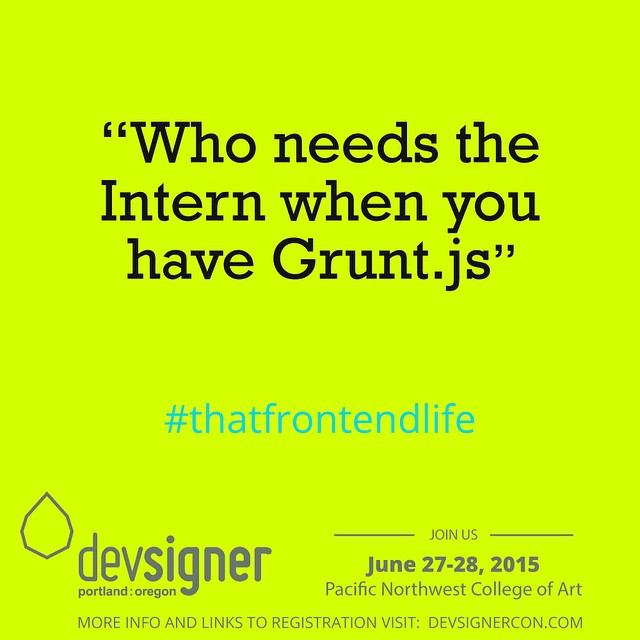 “Who needs the
Intern when you
have Grunt.js”
#thatfrontendlife
devsigner
portland:oregon
JOIN US
June 27-28, 2015
Pacific Northwest College of Art
MORE INFO AND LINKS TO REGISTRATION VISIT: DEVSIGNERCON.COM